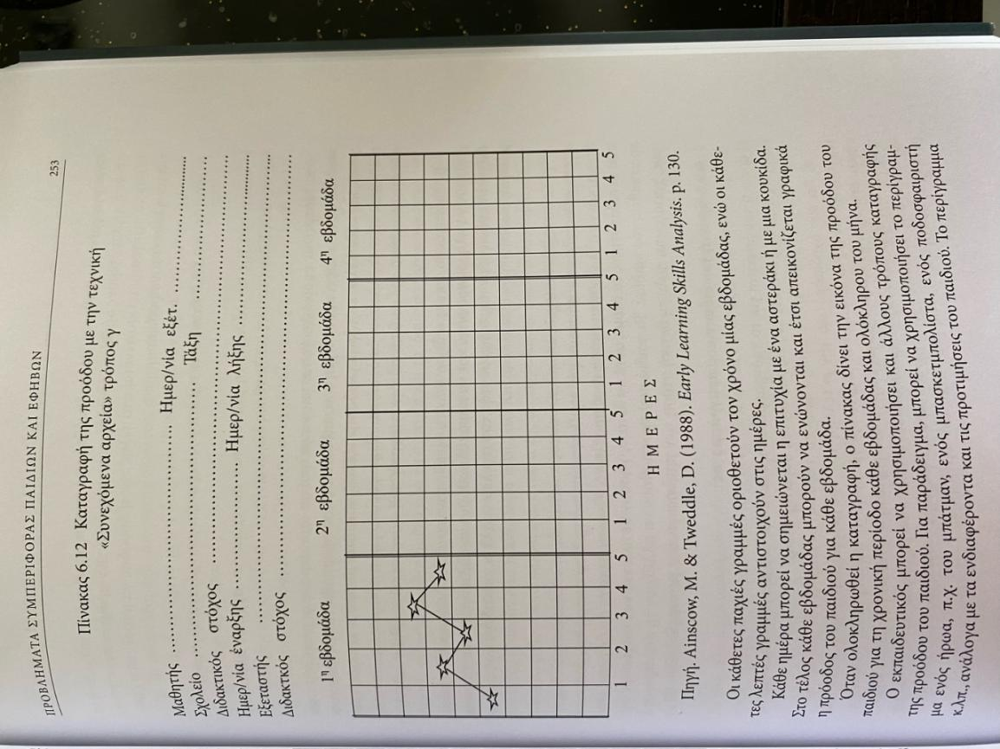 ΠΡΟΒΛΗΜΑΤΑ ΣΥΜΠΕΡΙΦΟΡΑΣ ΠΑΙΔΙΩΝ ΚΑΙ ΕΦΗΒΩΝ 253
Πίνακας 6.12 Καταγραφή της προόδου με την τεχνική
«Συνεχόμενα αρχεία» τρόπος γ
Μαθητής ........................................ Ημερ/νία εξέτ. ........................
Σχολείο ................................................ Τάξη ........................
Διδακτικός στόχος ................................................................
Ημερ/νία έναρξης ........................ Ημερ/νία λήξης ........................
Εξεταστής ................................................................
Διδακτκός στόχος ................................................................
1η εβδομάδα 2η εβδομάδα 3η εβδομάδα 4η εβδομάδα
1 2 3 4 5 1 2 3 4 5 1 2 3 4 5 1 2 3 4 5
ΗΜΕΡΕΣ
Πηγή. Ainscow, M. & Tweddle, D. (1988). Early Learning Skills Analysis. p. 130.
Οι κάθετες παχιές γραμμές οριοθετούν τον χρόνο μίας εβδομάδας, ενώ οι κάθε-
τες λεπτές γραμμές αντιστοιχούν στις ημέρες.
Κάθε ημέρα μπορεί να σημειώνεται η επιτυχία με ένα αστεράκι ή με μια κουκίδα.
Στο τέλος κάθε εβδομάδας μπορούν να ενώνονται και έτσι απεικονίζεται γραφικά
η πρόοδος του παιδιού για κάθε εβδομάδα.
Όταν ολοκληρωθεί η καταγραφή, ο πίνακας δίνει την εικόνα της προόδου του
παιδιού για τη χρονική περίοδο κάθε εβδομάδας και ολόκληρου του μήνα.
Ο εκπαιδευτικός μπορεί να χρησιμοποιήσει και άλλους τρόπους καταγραφής
της προόδου του παιδιού. Για παράδειγμα, μπορεί να χρησιμοποιήσει το περίγραμ-
μα ενός ήρωα, π.χ. του μπάτμαν, ενός μπασκετμπολίστα, ενός ποδοσφαιριστή
κ.λπ., ανάλογα με τα ενδιαφέροντα και τις προτιμήσεις του παιδιού. Το περίγραμμα